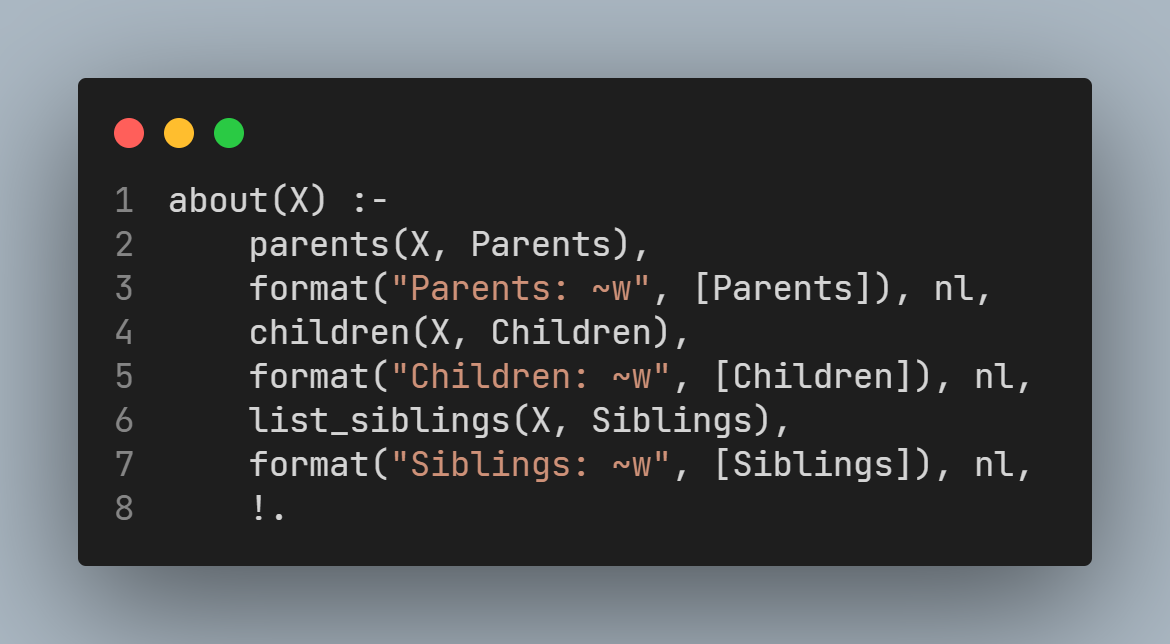 1 about(X) :-
2     parents(X, Parents),
3     format("Parents: ~w", [Parents]), nl,
4     children(X, Children),
5     format("Children: ~w", [Children]), nl,
6     list_siblings(X, Siblings),
7     format("Siblings: ~w", [Siblings]), nl,
8     !.